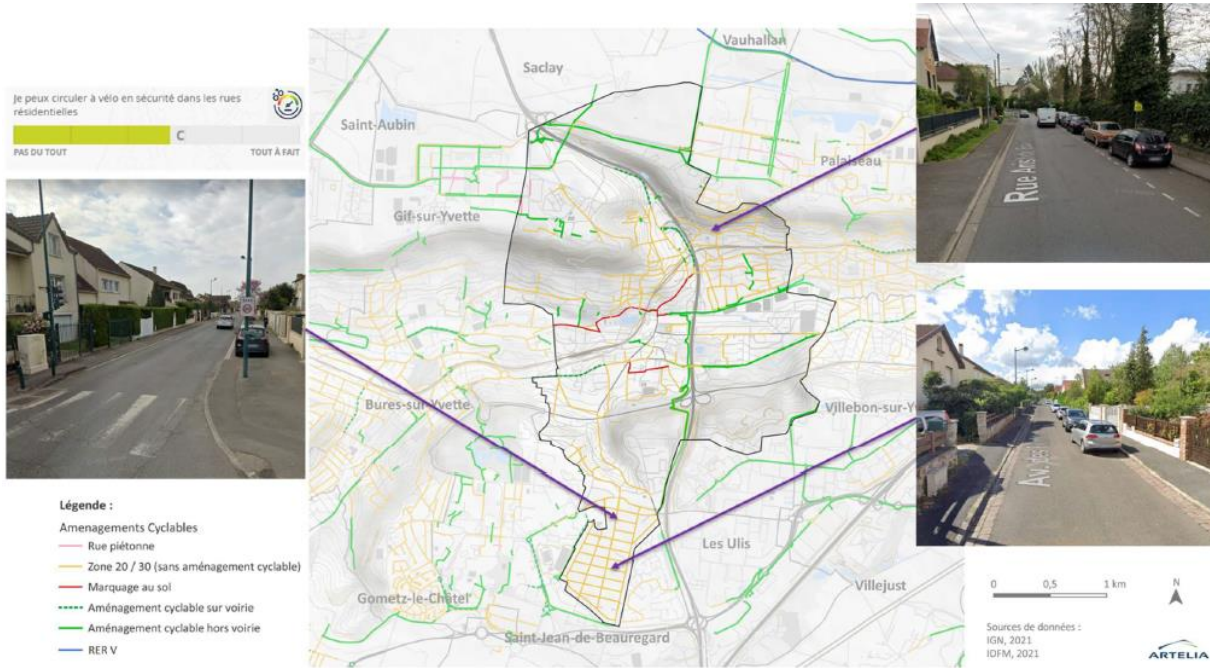 Je peux circuler à vélo en sécurité dans les rues
résidentielles
C
PAS DU TOUT
TOUT À FAIT
Vauhallan
Saclay
Saint-Aubin
Palaiseau
Gif-sur-Yvette
Bures-sur-Yvette
Villebon-sur-Y
Les Ulis
Gometz-le-Châtel
Villejust
Saint-Jean-de-Beauregard
Légende :
Amenagements Cyclables
Rue piétonne
Zone 20 / 30 (sans aménagement cyclable)
Marquage au sol
Aménagement cyclable sur voirie
Aménagement cyclable hors voirie
RER V
0 0,5 1 km
N
Sources de données :
IGN, 2021
IDFM, 2021
ARTELIA